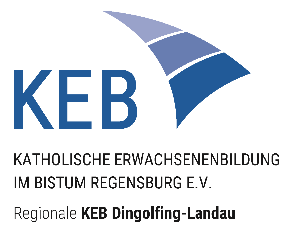 KEB
KATHOLISCHE ERWACHSENENBILDUNG
IM BISTUM REGENSBURG E.V.
Regionale KEB Dingolfing-Landau